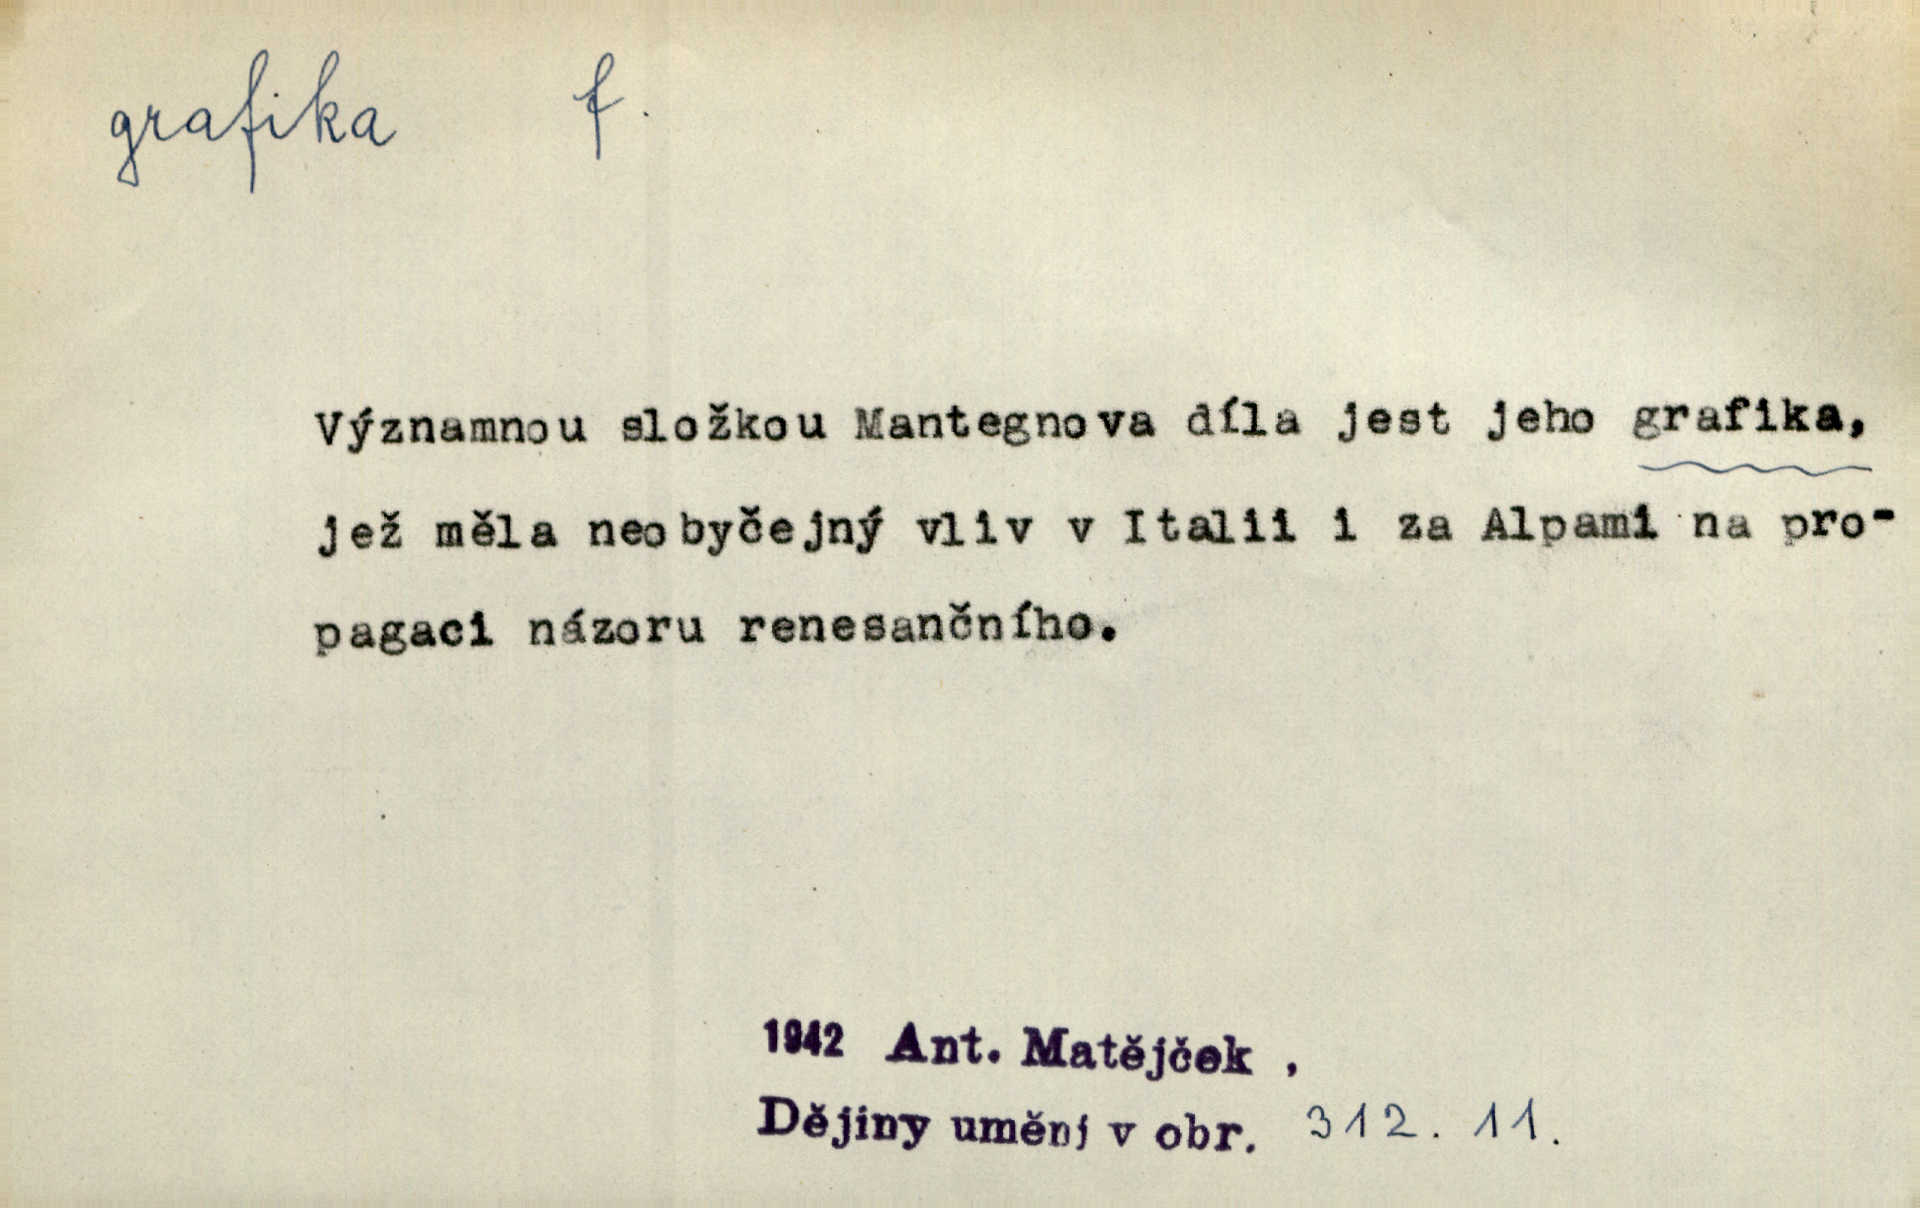 grafika f.
Významnou složkou Mantegnova díla jest jeho grafika,
jež měla neobyčejný vliv v Italii i za Alpami na pro-
pagaci názoru renesančního.
1942 Ant. Matějček ,
Dějiny umění v obr. 312. 11.